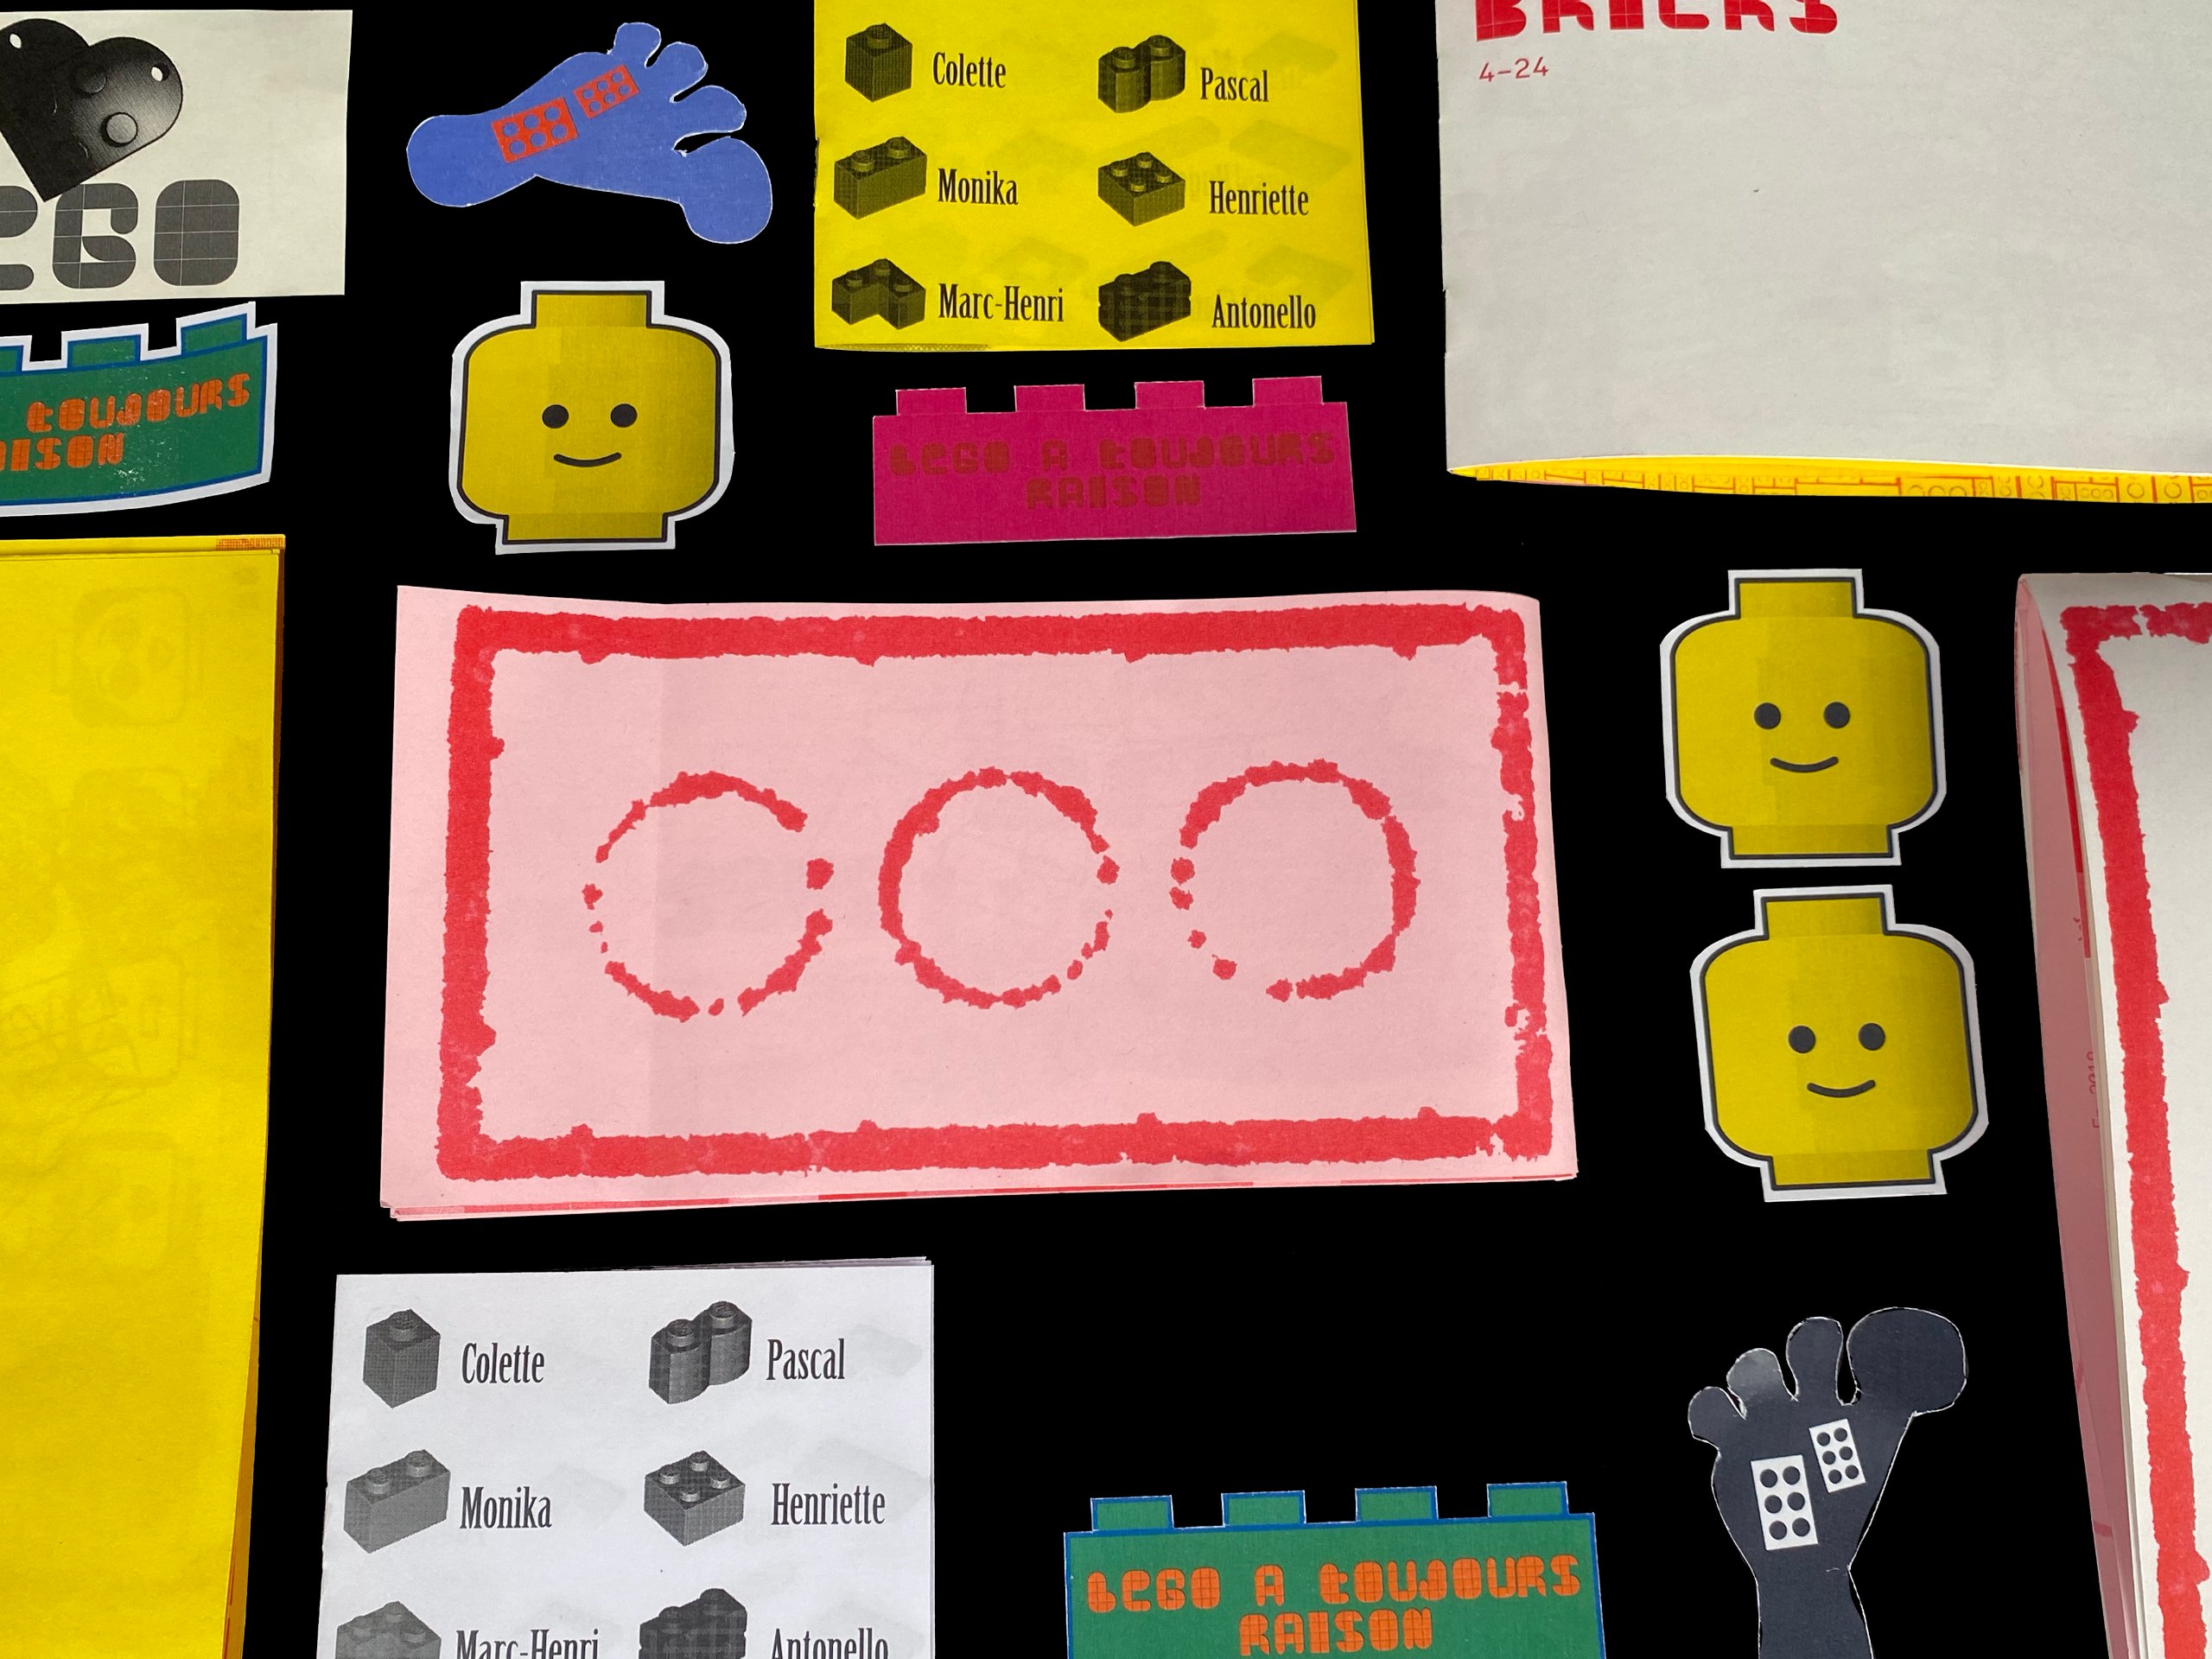 EGO
TOUJOURS
AISON
Colette
Pascal
Monika
Henriette
Marc-Henri
Antonello
LEGO A TOUJOURS
RAISON
BRICKS
4–24
Colette
Pascal
Monika
Henriette
Marc-Henri
Antonello
LEGO A TOUJOURS
RAISON